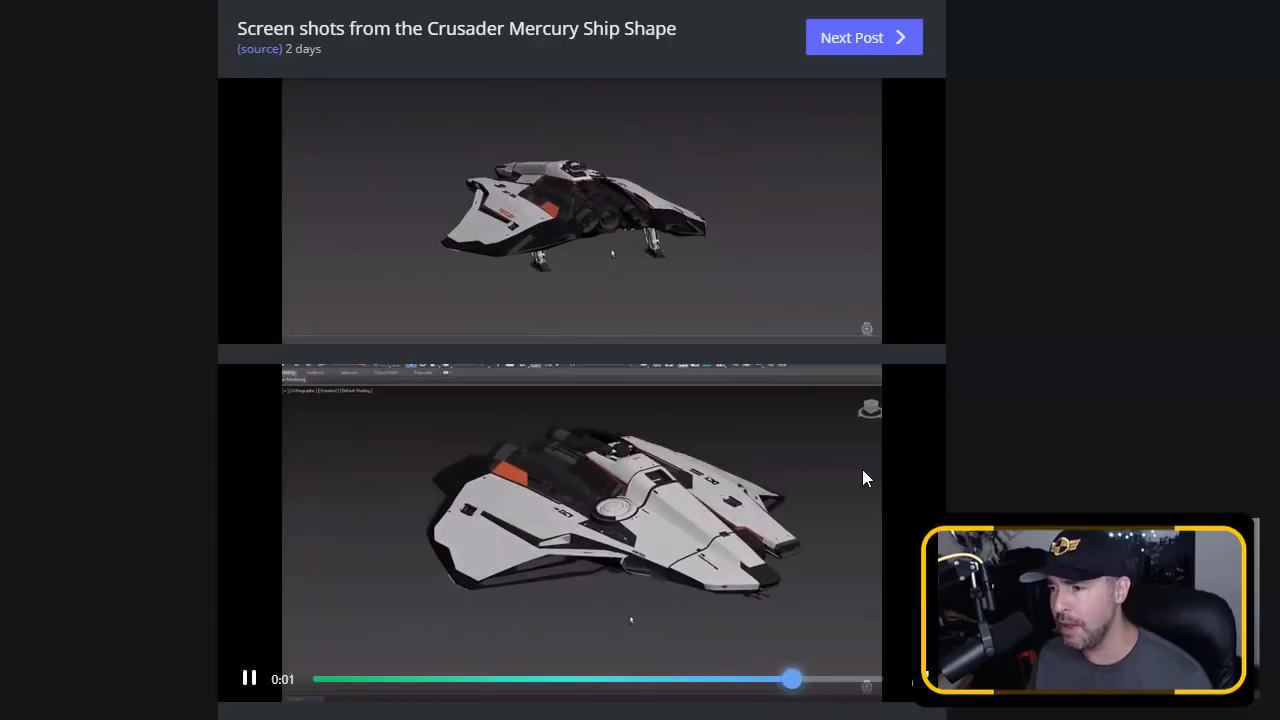 Screen shots from the Crusader Mercury Ship Shape
(source) 2 days
Next Post
0:01